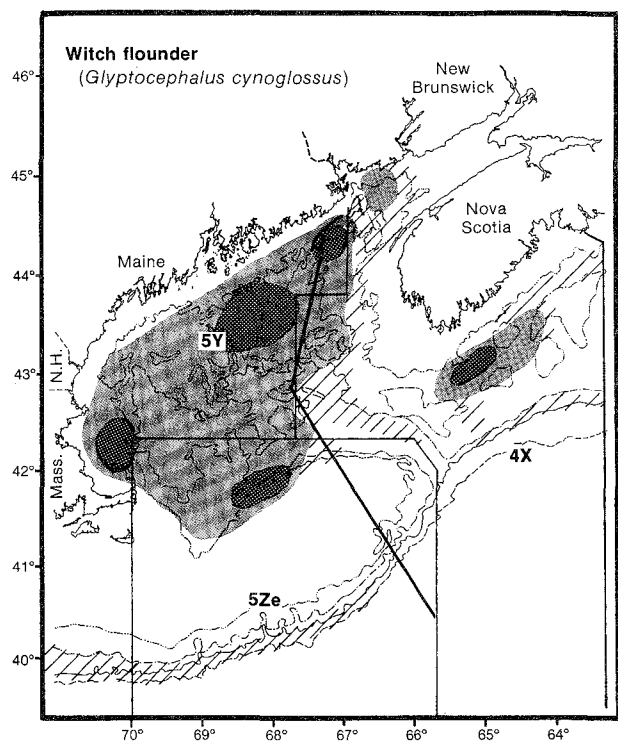 Witch flounder
(Glyptocephalus cynoglossus)
New
Brunswick
Nova
Scotia
Maine
N.H.
Mass.
5Y
4X
5Ze
46°
45°
44°
43°
42°
41°
40°
70°
69°
68°
67°
66°
65°
64°